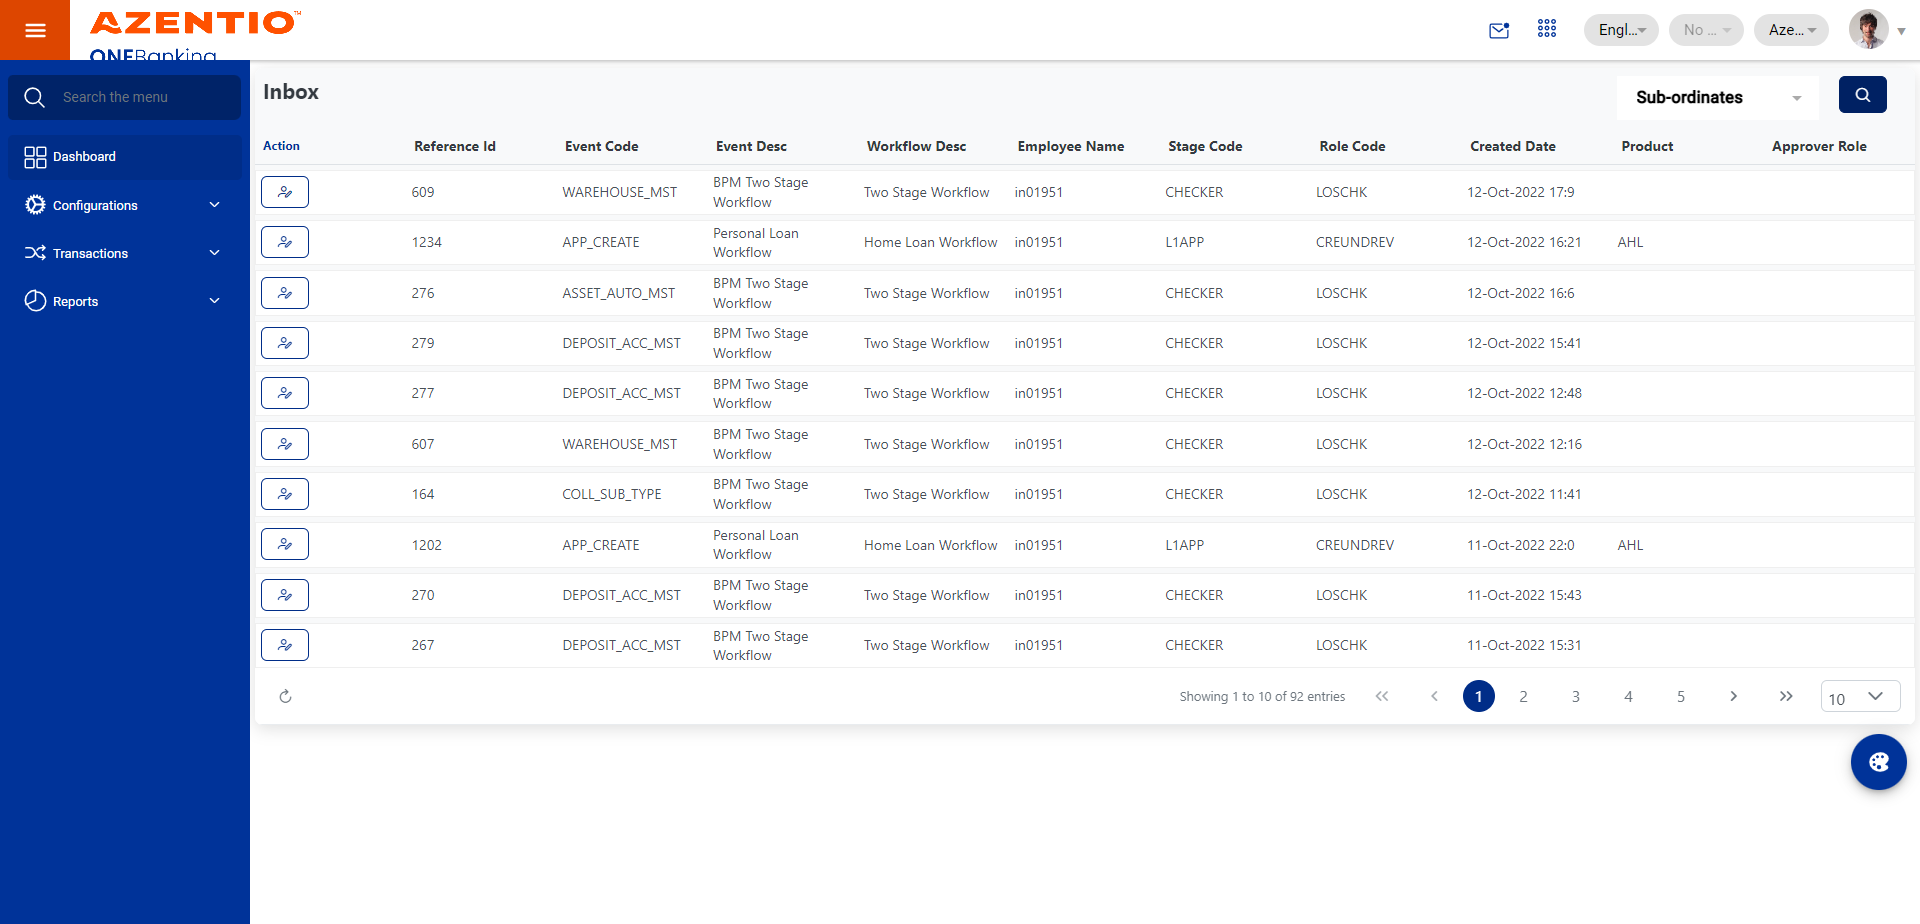 AZENTIO™
ONEBanking
Engl...
No ...
Aze...
Search the menu
Dashboard
Configurations
Transactions
Reports
Inbox
Sub-ordinates
Action Reference Id Event Code Event Desc Workflow Desc Employee Name Stage Code Role Code Created Date Product Approver Role
609 WAREHOUSE_MST BPM Two Stage Workflow Two Stage Workflow in01951 CHECKER LOSCHK 12-Oct-2022 17:9
1234 APP_CREATE Personal Loan Workflow Home Loan Workflow in01951 L1APP CREUNDREV 12-Oct-2022 16:21 AHL
276 ASSET_AUTO_MST BPM Two Stage Workflow Two Stage Workflow in01951 CHECKER LOSCHK 12-Oct-2022 16:6
279 DEPOSIT_ACC_MST BPM Two Stage Workflow Two Stage Workflow in01951 CHECKER LOSCHK 12-Oct-2022 15:41
277 DEPOSIT_ACC_MST BPM Two Stage Workflow Two Stage Workflow in01951 CHECKER LOSCHK 12-Oct-2022 12:48
607 WAREHOUSE_MST BPM Two Stage Workflow Two Stage Workflow in01951 CHECKER LOSCHK 12-Oct-2022 12:16
164 COLL_SUB_TYPE BPM Two Stage Workflow Two Stage Workflow in01951 CHECKER LOSCHK 12-Oct-2022 11:41
1202 APP_CREATE Personal Loan Workflow Home Loan Workflow in01951 L1APP CREUNDREV 11-Oct-2022 22:0 AHL
270 DEPOSIT_ACC_MST BPM Two Stage Workflow Two Stage Workflow in01951 CHECKER LOSCHK 11-Oct-2022 15:43
267 DEPOSIT_ACC_MST BPM Two Stage Workflow Two Stage Workflow in01951 CHECKER LOSCHK 11-Oct-2022 15:31
Showing 1 to 10 of 92 entries 1 2 3 4 5 10